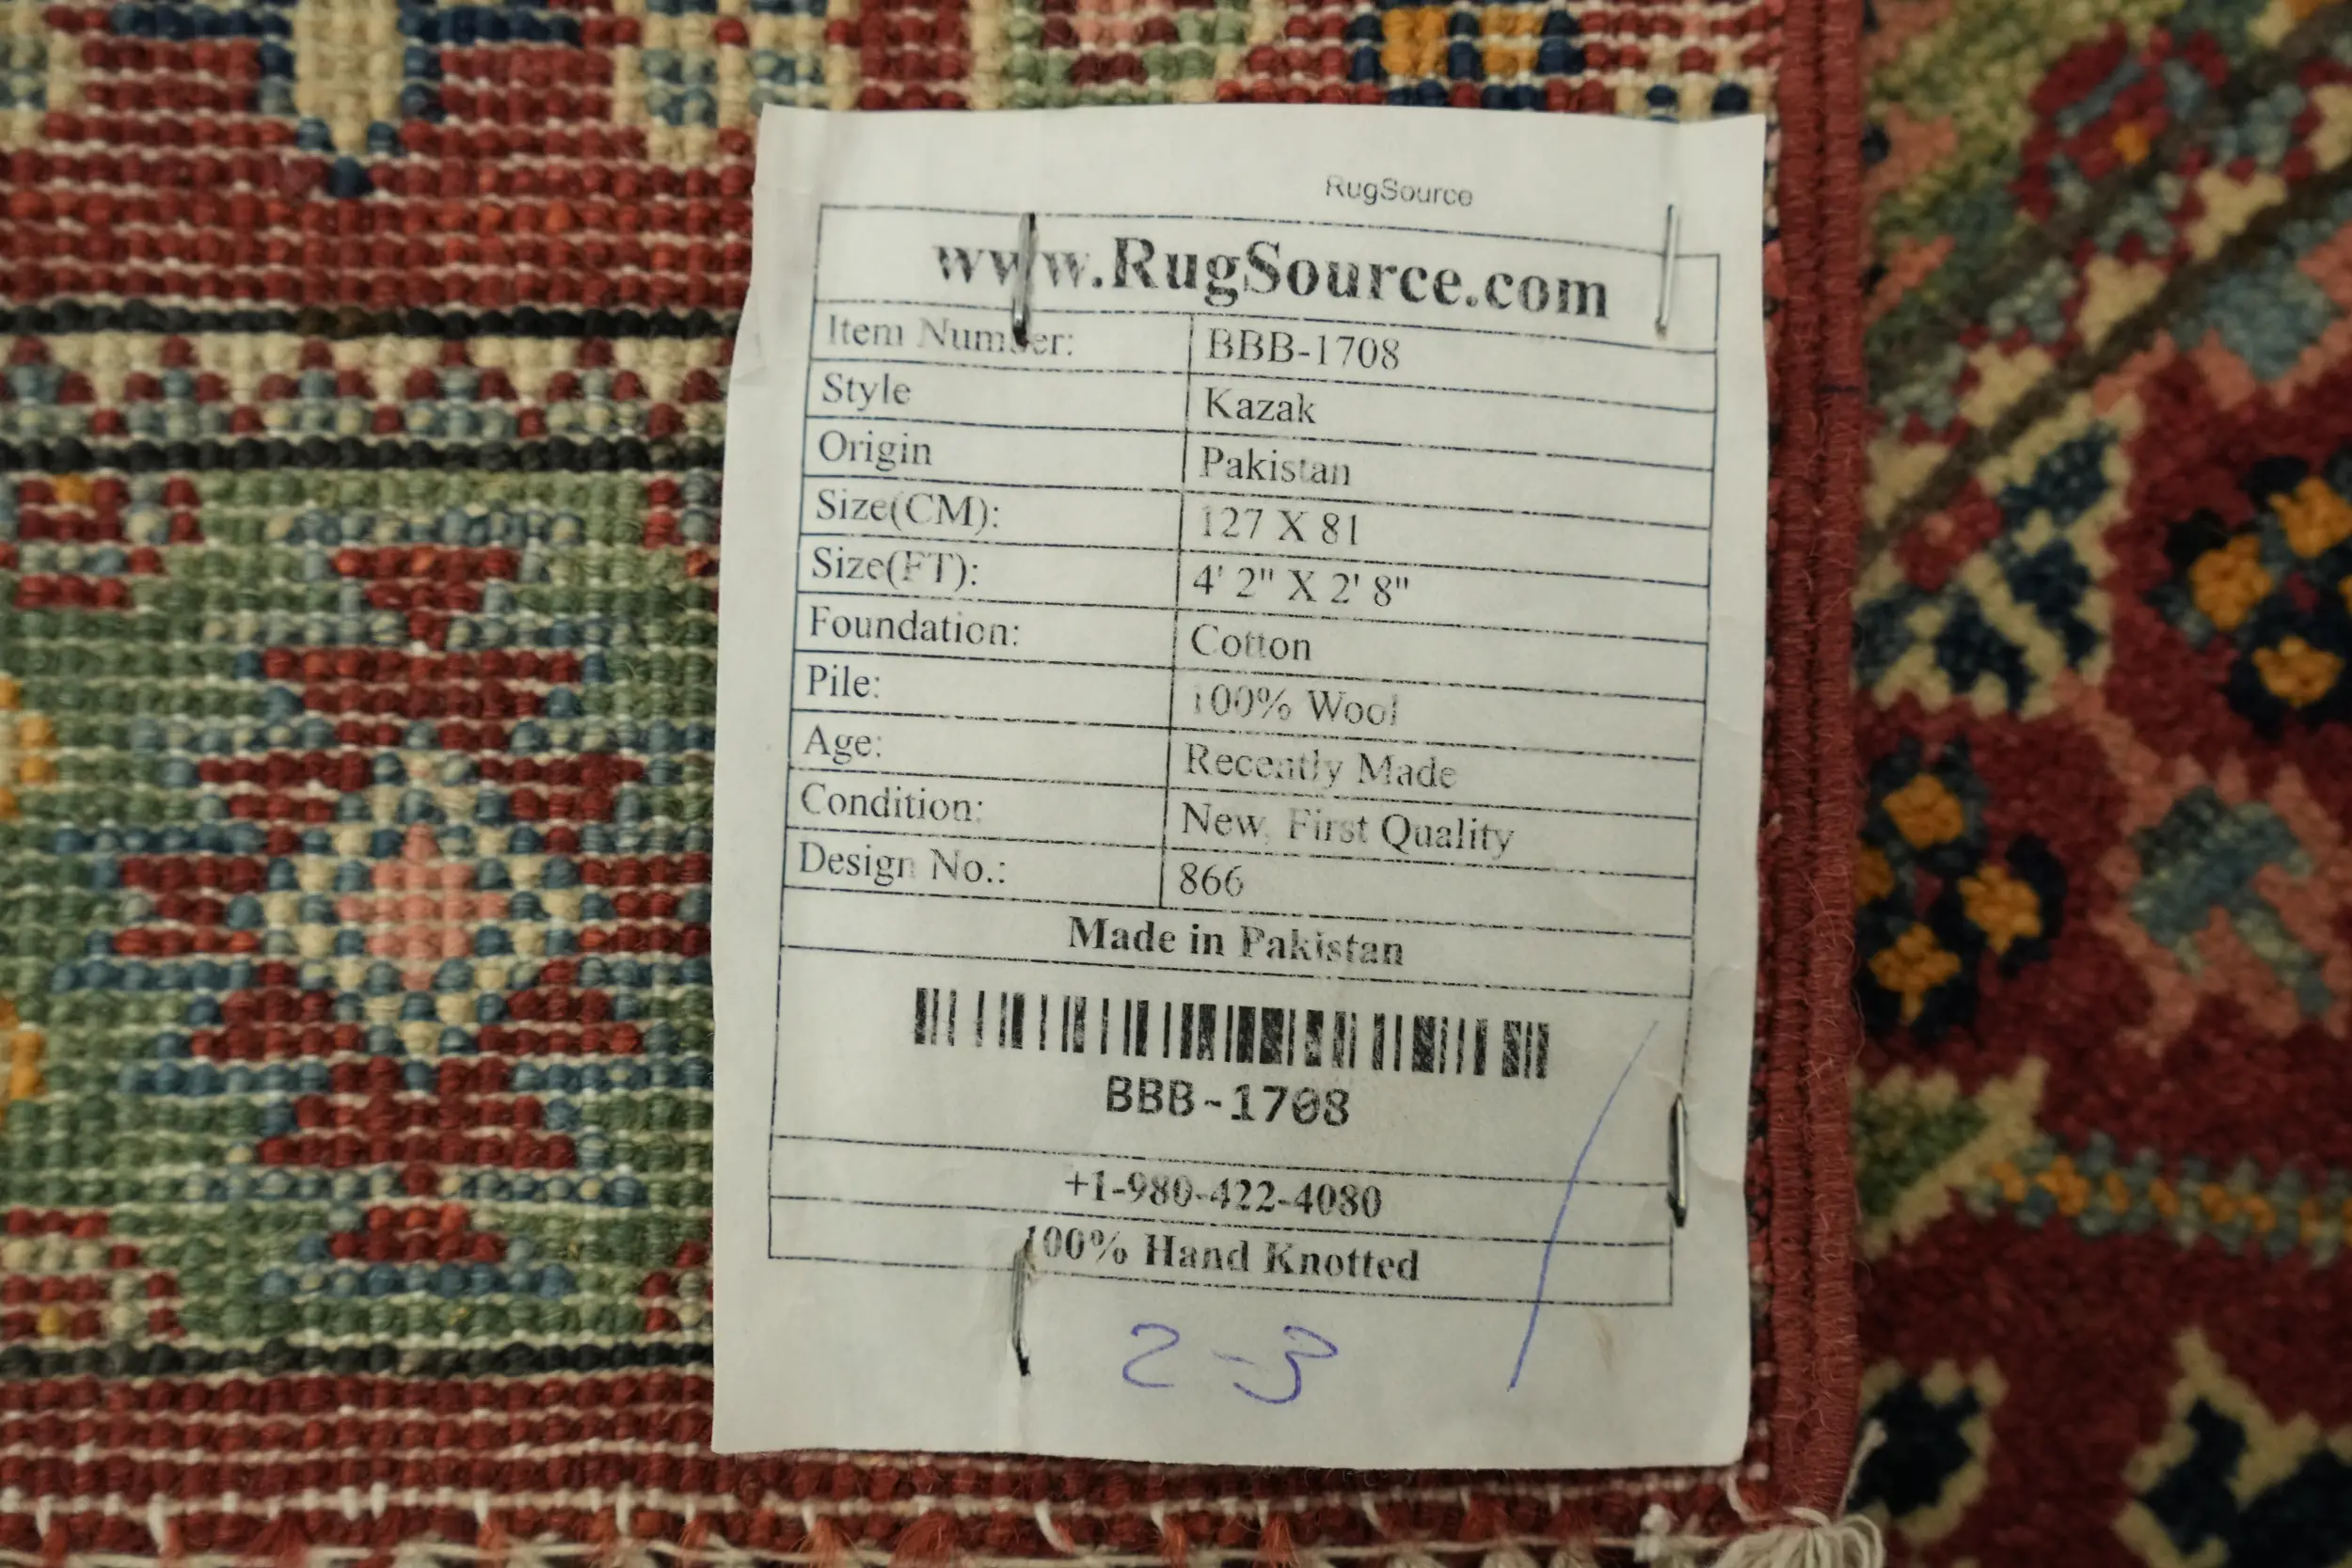 RugSource
www.RugSource.com
Item Number: BBB-1708
Style Kazak
Origin Pakistan
Size(CM): 127 X 81
Size(FT): 4' 2" X 2' 8"
Foundation: Cotton
Pile: 100% Wool
Age: Recently Made
Condition: New, First Quality
Design No.: 866
Made in Pakistan
BBB-1708
+1-980-422-4080
100% Hand Knotted
2-3